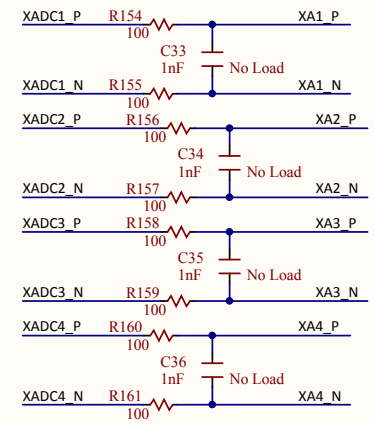 XADC1_P R154 XA1_P
100
C33
1nF No Load
XADC1_N R155 XA1_N
100
XADC2_P R156 XA2_P
100
C34
1nF No Load
XADC2_N R157 XA2_N
100
XADC3_P R158 XA3_P
100
C35
1nF No Load
XADC3_N R159 XA3_N
100
XADC4_P R160 XA4_P
100
C36
1nF No Load
XADC4_N R161 XA4_N
100